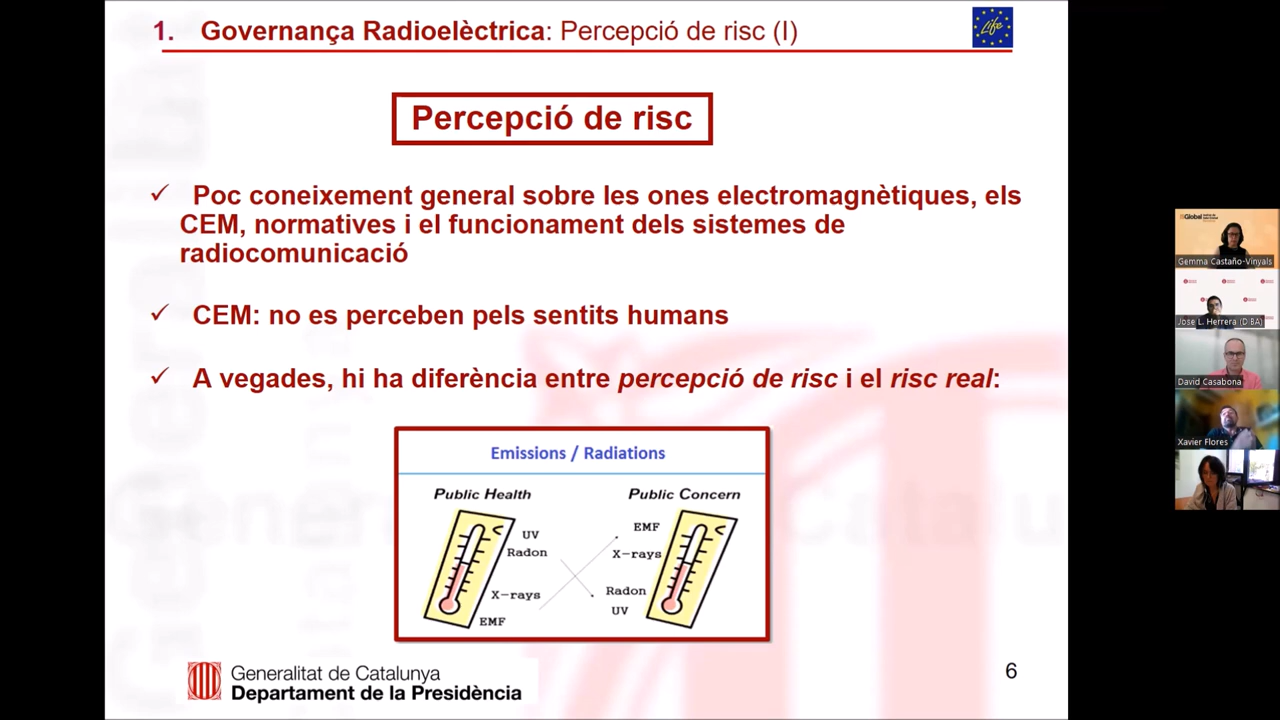 1. Governança Radioelèctrica: Percepció de risc (I)
Life
Percepció de risc
✓ Poc coneixement general sobre les ones electromagnètiques, els
CEM, normatives i el funcionament dels sistemes de
radiocomunicació
✓ CEM: no es perceben pels sentits humans
✓ A vegades, hi ha diferència entre percepció de risc i el risc real:
Emissions / Radiations
Public Health
UV
Radon
X-rays
EMF
Public Concern
EMF
X-rays
Radon
UV
Generalitat de Catalunya
Departament de la Presidència
6
Global
Gemma Castaño-Vinyals
Jose L. Herrera (DIBA)
David Casabona
Xavier Flores